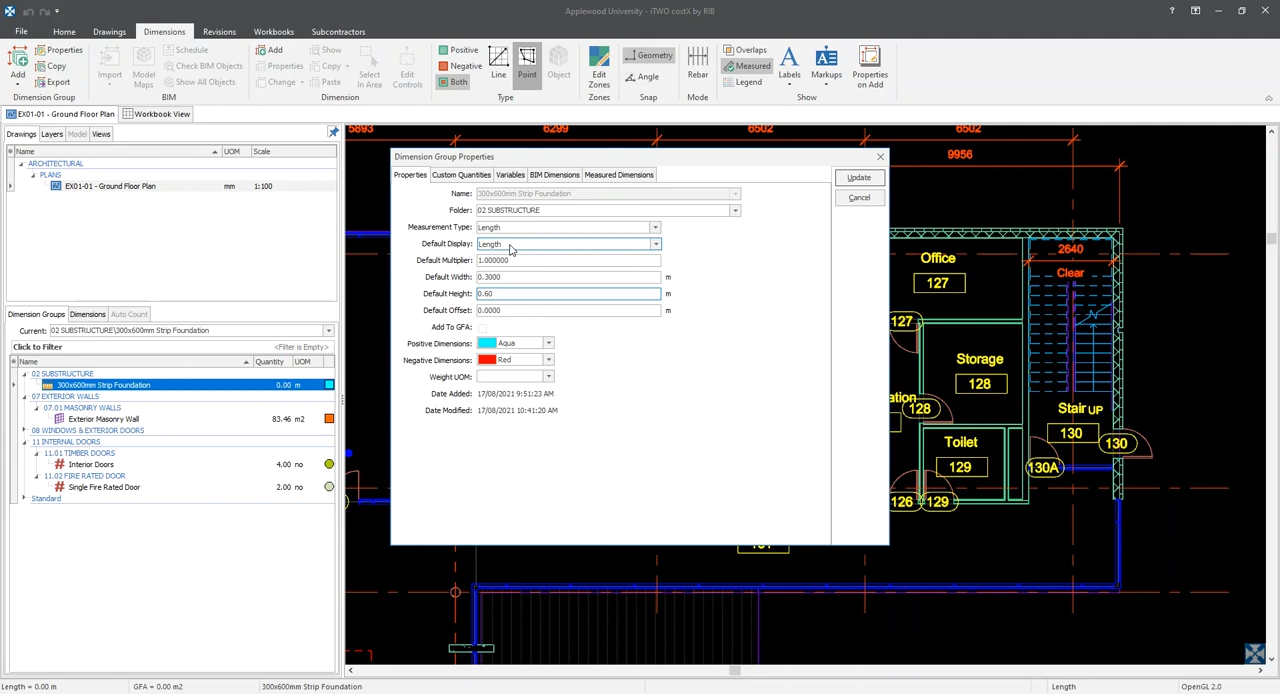 Applewood University - iTWO costX by RIB
File Home Drawings Dimensions Revisions Workbooks Subcontractors
Add Properties Copy Export Dimension Group
Import Model Maps Schedule Check BIM Objects Show All Objects BIM
Add Properties Change Show Copy Paste Select In Area Edit Controls Dimension
Positive Negative Both Line Point Object Type
Edit Zones Zones
Geometry Angle Snap
Rebar Mode
Overlaps Measured Legend Labels Markups Properties on Add Show
EX01-01 - Ground Floor Plan Workbook View
Drawings Layers Model Views
Name UOM Scale
ARCHITECTURAL
PLANS
EX01-01 - Ground Floor Plan mm 1:100
Dimension Groups Dimensions Auto Count
Current: 02 SUBSTRUCTURE\300x600mm Strip Foundation
Click to Filter <Filter is Empty>
Name Quantity UOM
02 SUBSTRUCTURE
300x600mm Strip Foundation 0.00 m
07 EXTERIOR WALLS
07.01 MASONRY WALLS
Exterior Masonry Wall 83.46 m2
08 WINDOWS & EXTERIOR DOORS
11 INTERNAL DOORS
11.01 TIMBER DOORS
Interior Doors 4.00 no
11.02 FIRE RATED DOOR
Single Fire Rated Door 2.00 no
Standard
5893 6299 6502 6502
9956
Dimension Group Properties
Properties Custom Quantities Variables BIM Dimensions Measured Dimensions
Name: 300x600mm Strip Foundation
Folder: 02 SUBSTRUCTURE
Measurement Type: Length
Default Display: Length
Default Multiplier: 1.000000
Default Width: 0.3000 m
Default Height: 0.60 m
Default Offset: 0.0000 m
Add To GFA:
Positive Dimensions: Aqua
Negative Dimensions: Red
Weight UOM:
Date Added: 17/08/2021 9:51:23 AM
Date Modified: 17/08/2021 10:41:20 AM
Update
Cancel
2640
Clear
Office
127
127
Storage
128
ation
128
Stair UP
130
130
Toilet
129
130A
126 129
Length = 0.00 m GFA = 0.00 m2 300x600mm Strip Foundation Length OpenGL 2.0